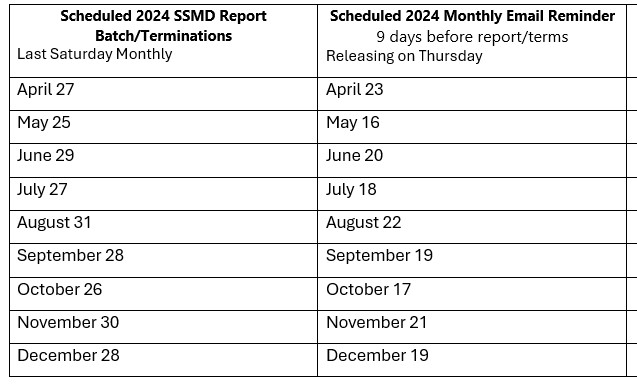 Scheduled 2024 SSMD Report
Batch/Terminations
Last Saturday Monthly
Scheduled 2024 Monthly Email Reminder
9 days before report/terms
Releasing on Thursday
April 27
April 23
May 25
May 16
June 29
June 20
July 27
July 18
August 31
August 22
September 28
September 19
October 26
October 17
November 30
November 21
December 28
December 19